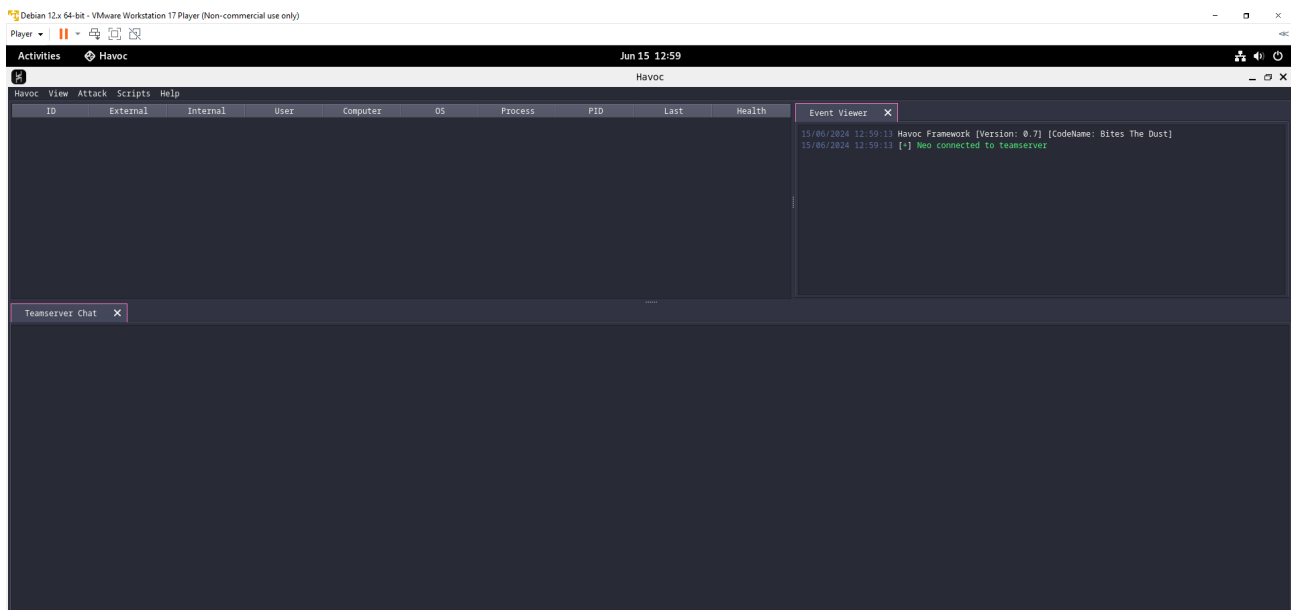 Debian 12.x 64-bit - VMware Workstation 17 Player (Non-commercial use only)
Player
Activities Havoc Jun 15 12:59
Havoc
Havoc View Attack Scripts Help
ID External Internal User Computer OS Process PID Last Health
Event Viewer
15/06/2024 12:59:13 Havoc Framework [Version: 0.7] [CodeName: Bites The Dust]
15/06/2024 12:59:13 [+] Neo connected to teamserver
Teamserver Chat